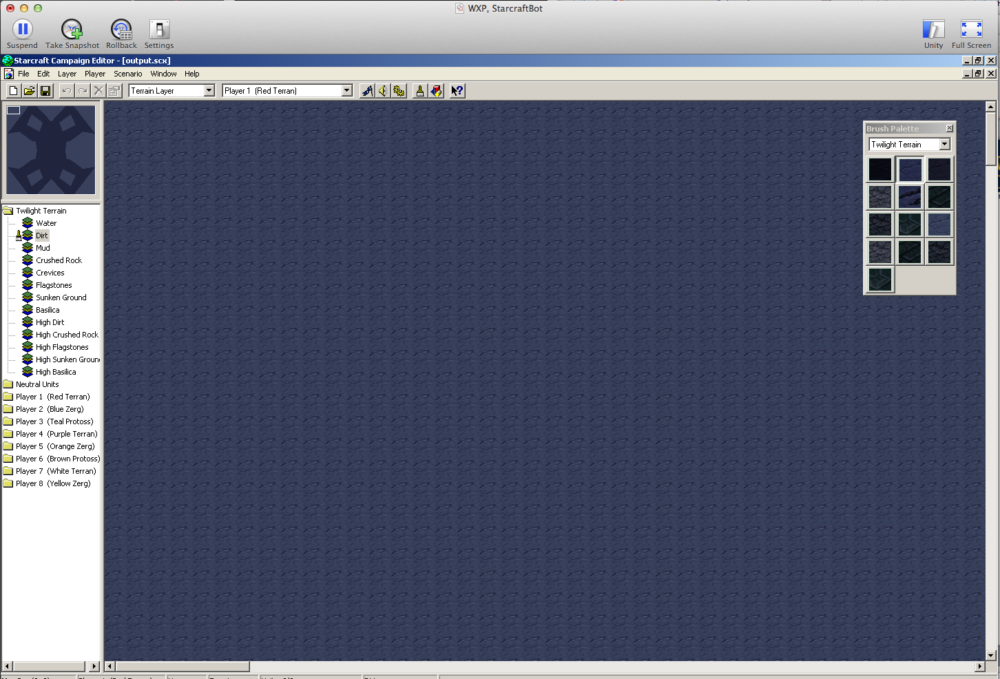 WXP, StarcraftBot
Suspend
Take Snapshot
Rollback
Settings
Unity
Full Screen
Starcraft Campaign Editor - [output.scx]
File Edit Layer Player Scenario Window Help
Terrain Layer
Player 1 (Red Terran)
Brush Palette
Twilight Terrain
Twilight Terrain
Water
Dirt
Mud
Crushed Rock
Crevices
Flagstones
Sunken Ground
Basilica
High Dirt
High Crushed Rock
High Flagstones
High Sunken Groun
High Basilica
Neutral Units
Player 1 (Red Terran)
Player 2 (Blue Zerg)
Player 3 (Teal Protoss)
Player 4 (Purple Terran)
Player 5 (Orange Zerg)
Player 6 (Brown Protoss)
Player 7 (White Terran)
Player 8 (Yellow Zerg)